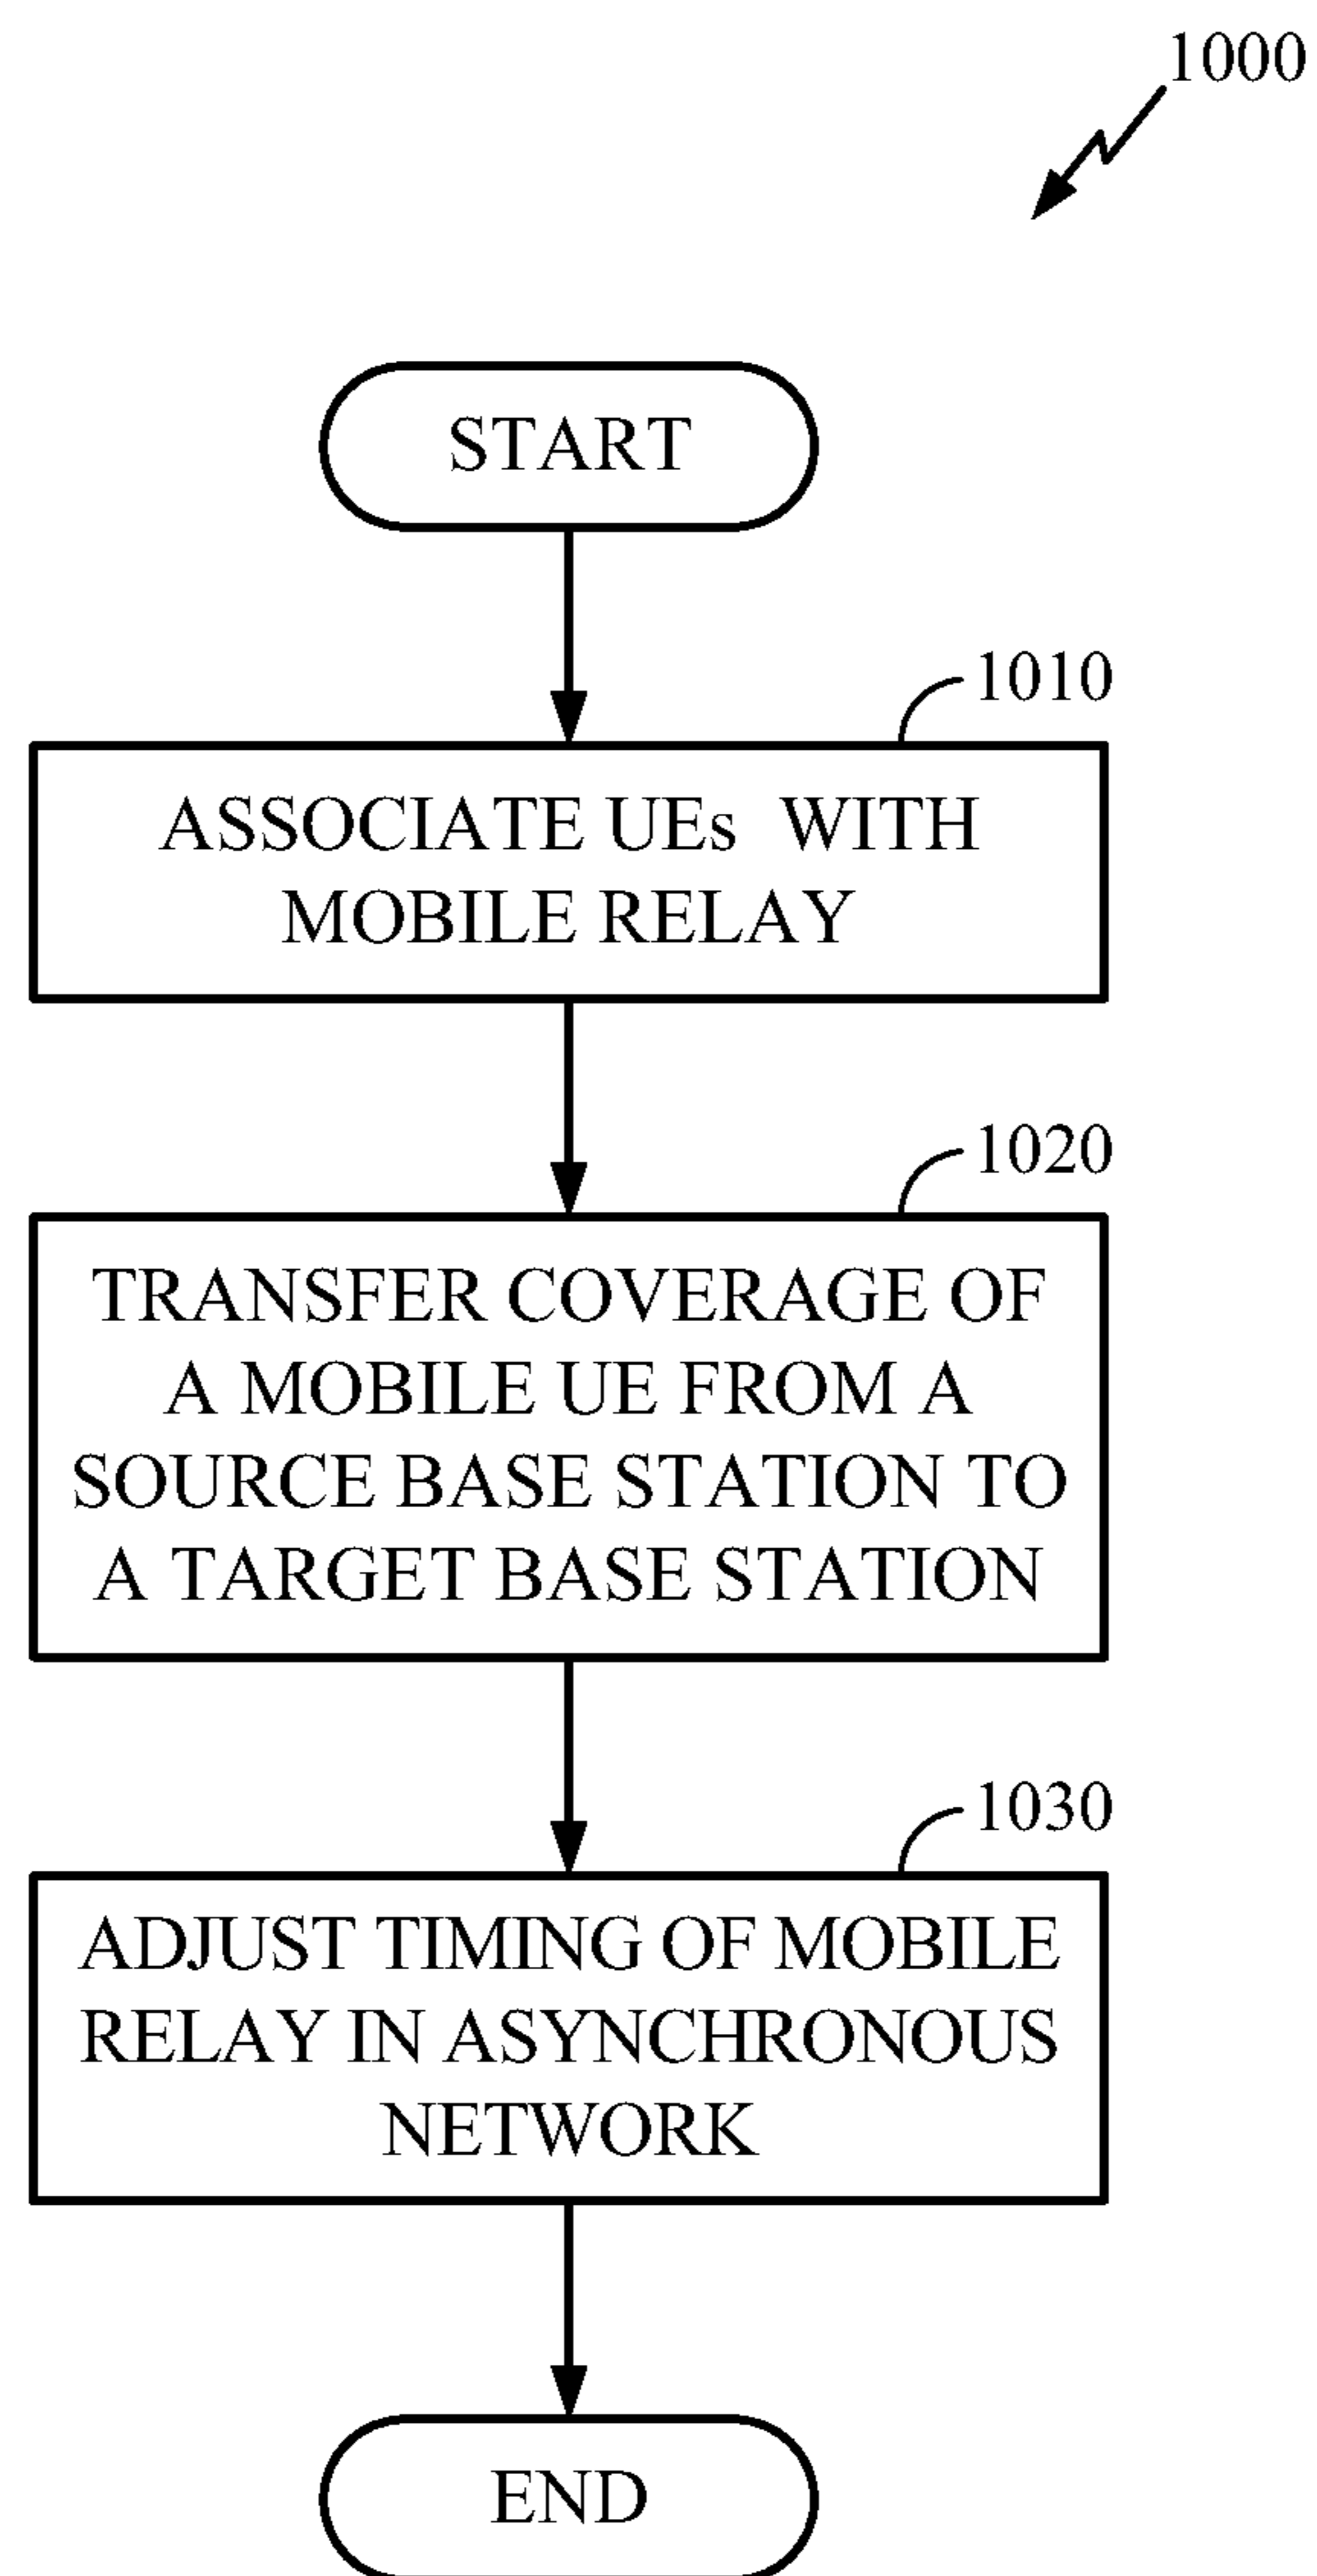 1000
START
1010
ASSOCIATE UEs WITH
MOBILE RELAY
1020
TRANSFER COVERAGE OF
A MOBILE UE FROM A
SOURCE BASE STATION TO
A TARGET BASE STATION
1030
ADJUST TIMING OF MOBILE
RELAY IN ASYNCHRONOUS
NETWORK
END